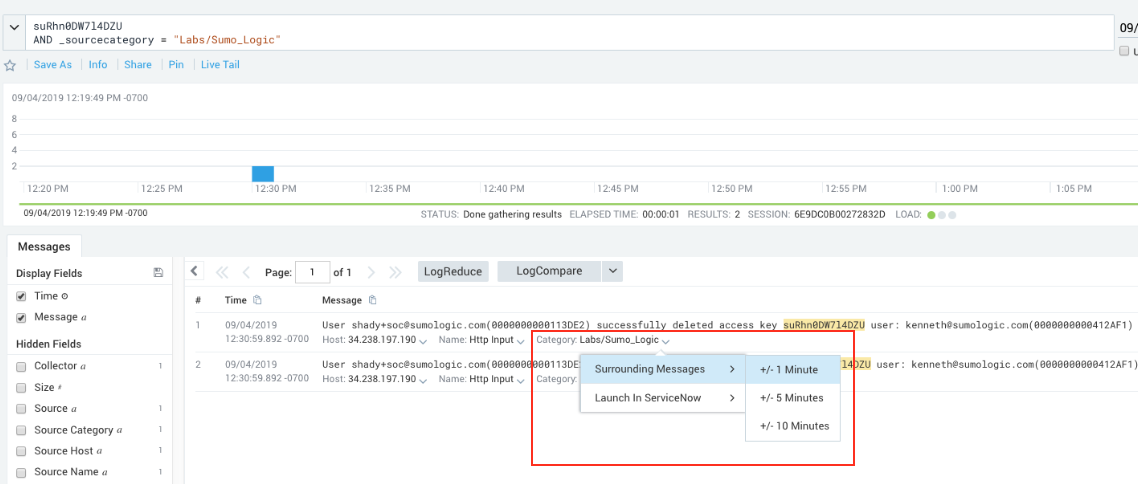 suRhn0DW7l4DZU
09/
AND _sourcecategory = "Labs/Sumo_Logic"
Save As Info Share Pin Live Tail
09/04/2019 12:19:49 PM -0700
8
6
4
2
12:20 PM 12:25 PM 12:30 PM 12:35 PM 12:40 PM 12:45 PM 12:50 PM 12:55 PM 1:00 PM 1:05 PM
09/04/2019 12:19:49 PM -0700 STATUS: Done gathering results ELAPSED TIME: 00:00:01 RESULTS: 2 SESSION: 6E9DC0B00272832D LOAD:
Messages
Display Fields
Time
Message a
Hidden Fields
Collector a 1
Size #
Source a 1
Source Category a 1
Source Host a 1
Source Name a 1
Page: 1 of 1 LogReduce LogCompare
# Time Message
1 09/04/2019 User shady+soc@sumologic.com(0000000000113DE2) successfully deleted access key suRhn0DW7l4DZU user: kenneth@sumologic.com(0000000000412AF1)
12:30:59.892 -0700 Host: 34.238.197.190 Name: Http Input Category: Labs/Sumo_Logic
2 09/04/2019 User shady+soc@sumologic.com(0000000000113DE l4DZU user: kenneth@sumologic.com(0000000000412AF1)
12:30:59.892 -0700 Host: 34.238.197.190 Name: Http Input Category:
Surrounding Messages
Launch In ServiceNow
+/- 1 Minute
+/- 5 Minutes
+/- 10 Minutes